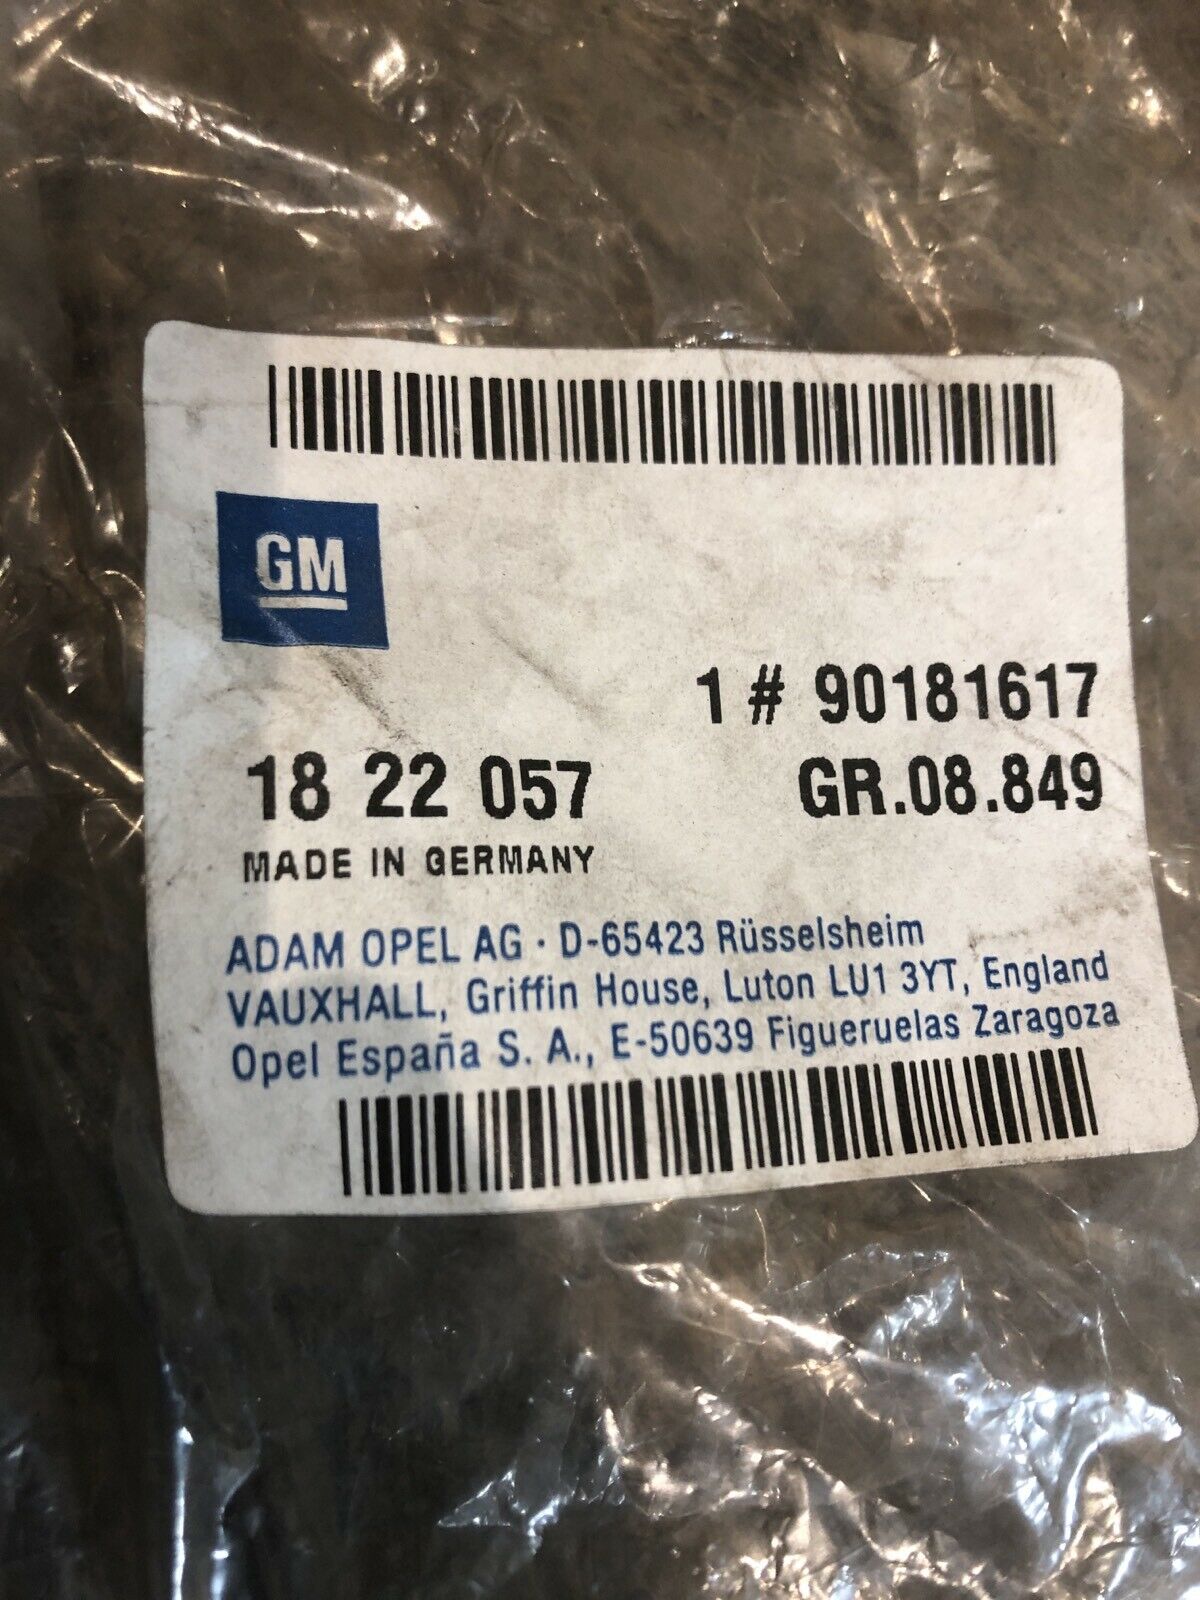 GM
1 # 90181617
18 22 057 GR.08.849
MADE IN GERMANY
ADAM OPEL AG · D-65423 Rüsselsheim
VAUXHALL, Griffin House, Luton LU1 3YT, England
Opel España S. A., E-50639 Figueruelas Zaragoza